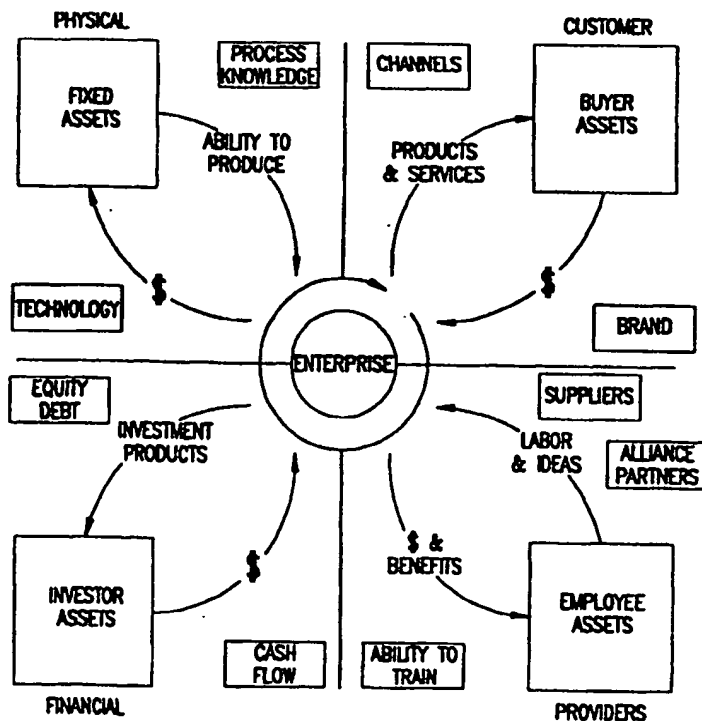 PHYSICAL
FIXED
ASSETS
PROCESS
KNOWLEDGE
ABILITY TO
PRODUCE
$
TECHNOLOGY
CUSTOMER
CHANNELS
BUYER
ASSETS
PRODUCTS
& SERVICES
$
BRAND
ENTERPRISE
EQUITY
DEBT
INVESTMENT
PRODUCTS
INVESTOR
ASSETS
$
CASH
FLOW
FINANCIAL
SUPPLIERS
LABOR
& IDEAS
ALLIANCE
PARTNERS
$ &
BENEFITS
EMPLOYEE
ASSETS
ABILITY TO
TRAIN
PROVIDERS